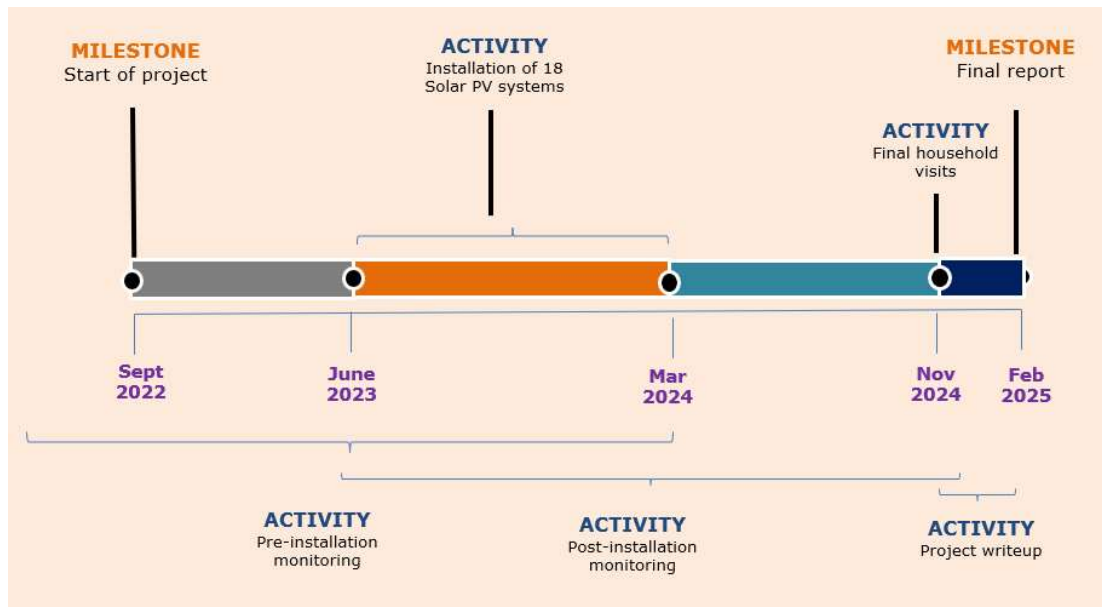 MILESTONE
Start of project
ACTIVITY
Installation of 18
Solar PV systems
MILESTONE
Final report
ACTIVITY
Final household
visits
Sept
2022
June
2023
Mar
2024
Nov
2024
Feb
2025
ACTIVITY
Pre-installation
monitoring
ACTIVITY
Post-installation
monitoring
ACTIVITY
Project writeup